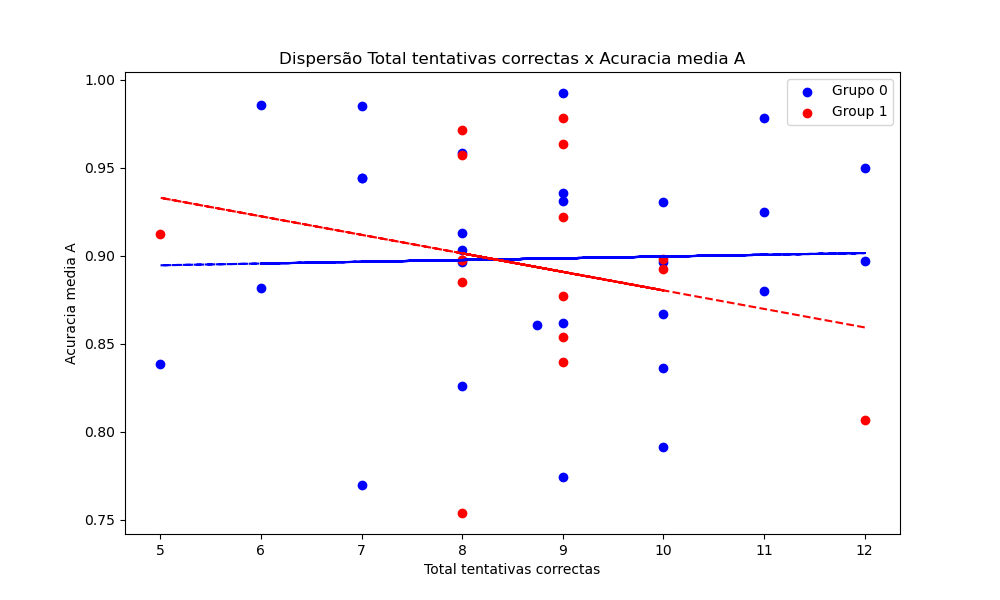 Dispersão Total tentativas correctas x Acuracia media A
Grupo 0
Group 1
1.00
0.95
0.90
0.85
0.80
0.75
Acuracia media A
5 6 7 8 9 10 11 12
Total tentativas correctas